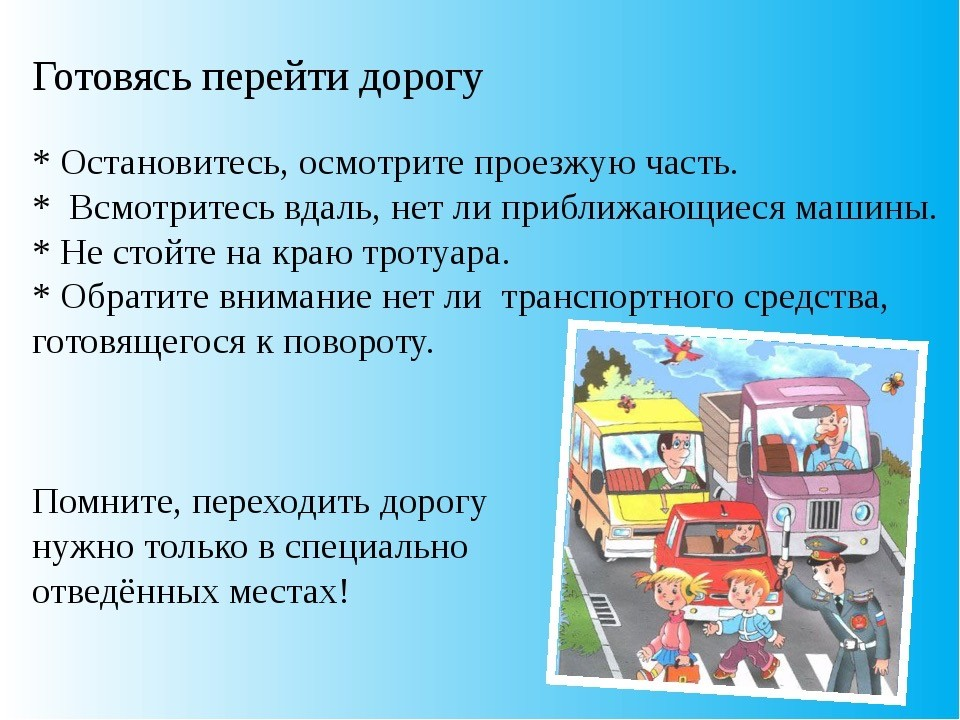 Готовясь перейти дорогу
* Остановитесь, осмотрите проезжую часть.
* Всмотритесь вдаль, нет ли приближающиеся машины.
* Не стойте на краю тротуара.
* Обратите внимание нет ли транспортного средства,
готовящегося к повороту.
Помните, переходить дорогу
нужно только в специально
отведённых местах!